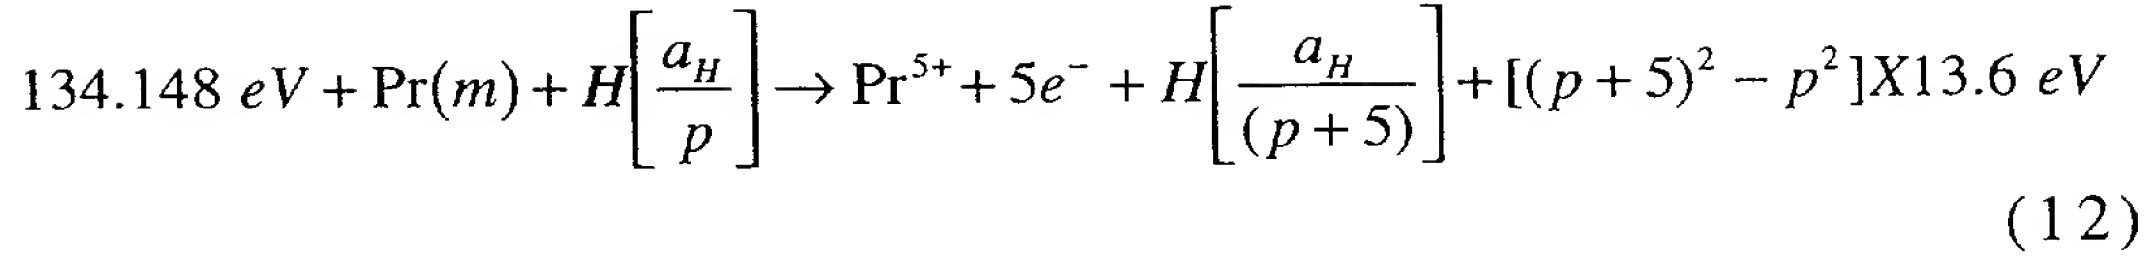 134.148 eV + Pr(m) + H[a_H/p] → Pr^5+ + 5e^- + H[a_H/(p+5)] + [(p+5)^2 − p^2]X13.6 eV
(12)